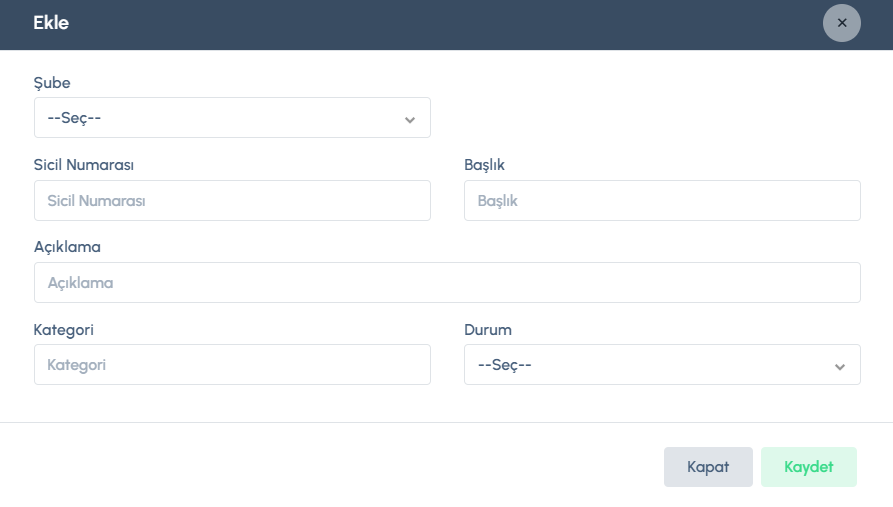 Ekle
×
Şube
--Seç--
Sicil Numarası
Başlık
Sicil Numarası
Başlık
Açıklama
Açıklama
Kategori
Durum
Kategori
--Seç--
Kapat
Kaydet